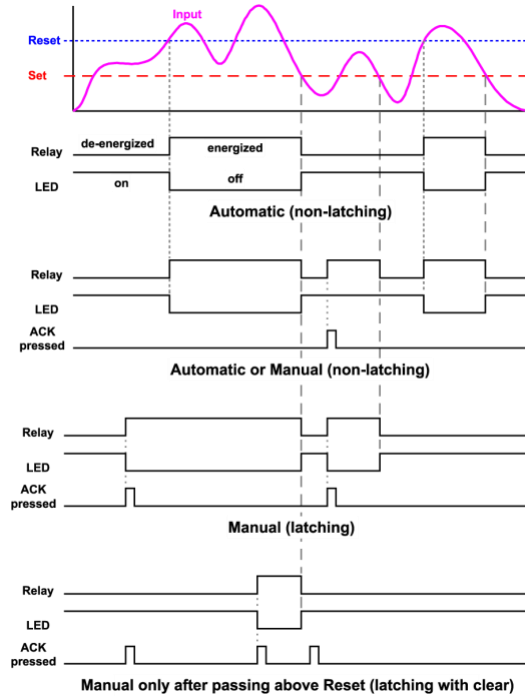 Input
Reset
Set
de-energized energized
Relay
LED
on off
Automatic (non-latching)
Relay
LED
ACK
pressed
Automatic or Manual (non-latching)
Relay
LED
ACK
pressed
Manual (latching)
Relay
LED
ACK
pressed
Manual only after passing above Reset (latching with clear)